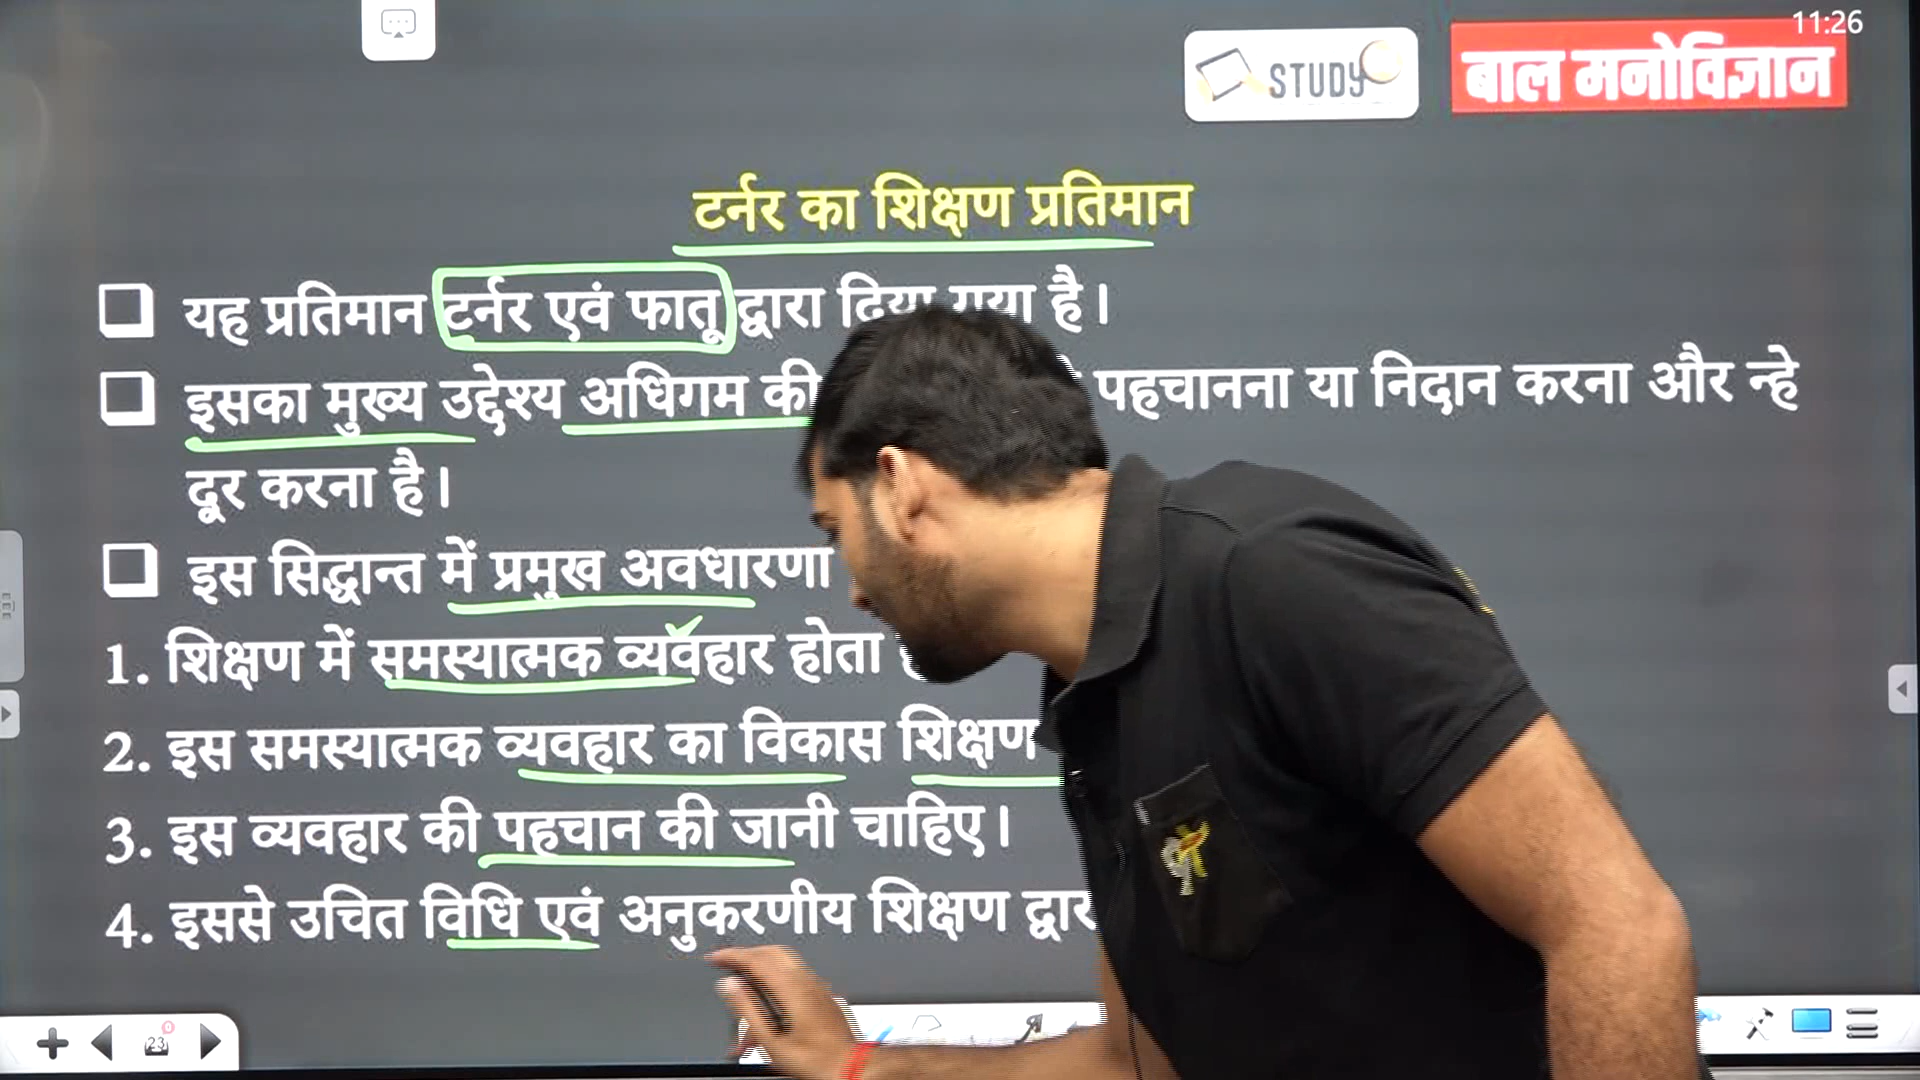 11:26
STUDY
बाल मनोविज्ञान
टर्नर का शिक्षण प्रतिमान
यह प्रतिमान टर्नर एवं फातू द्वारा दिया गया है।
इसका मुख्य उद्देश्य अधिगम की पहचानना या निदान करना और न्हे
दूर करना है।
इस सिद्धान्त में प्रमुख अवधारणा
1. शिक्षण में समस्यात्मक व्यवहार होता
2. इस समस्यात्मक व्यवहार का विकास शिक्षण
3. इस व्यवहार की पहचान की जानी चाहिए।
4. इससे उचित विधि एवं अनुकरणीय शिक्षण
23